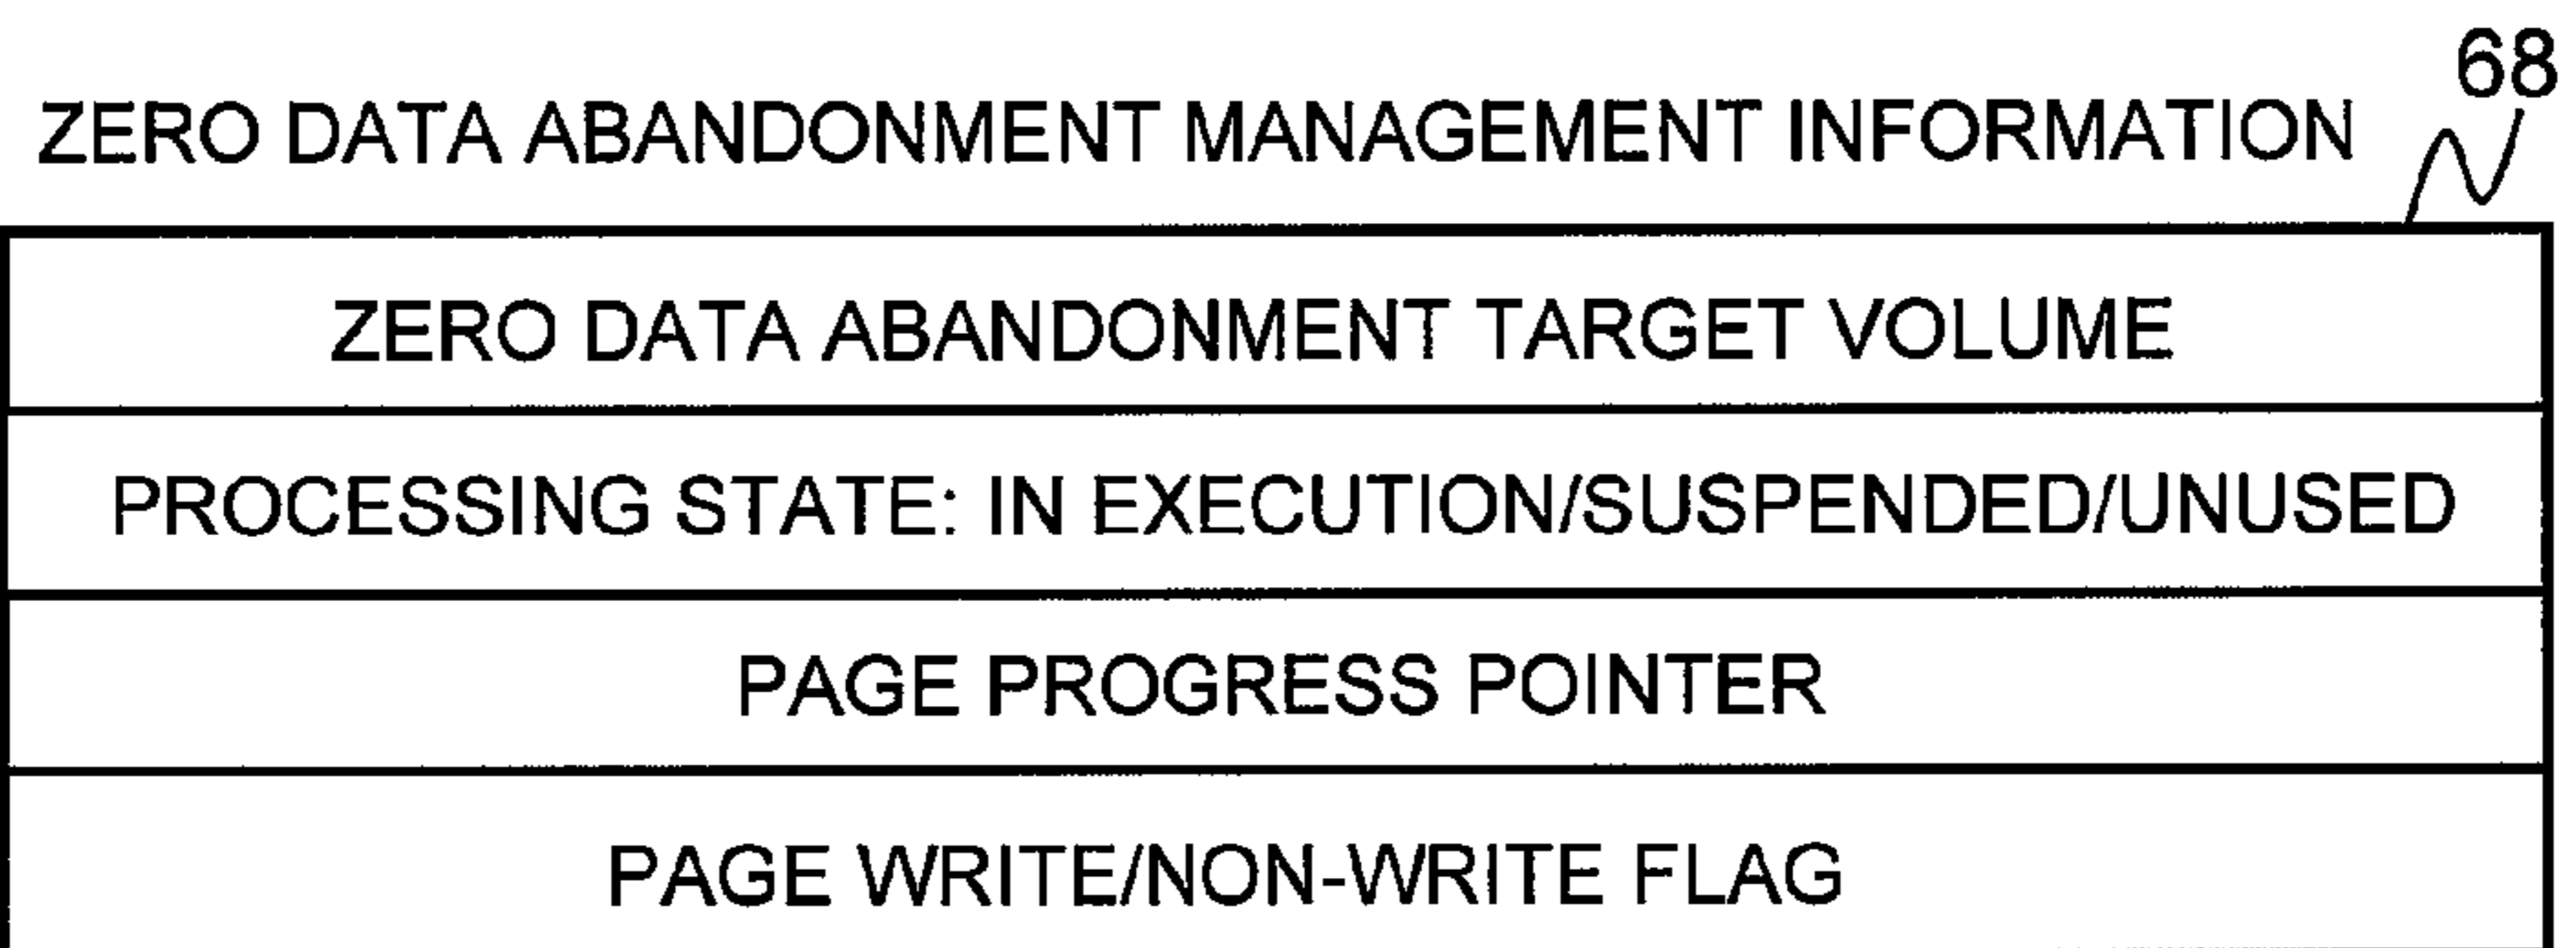 68
ZERO DATA ABANDONMENT MANAGEMENT INFORMATION
ZERO DATA ABANDONMENT TARGET VOLUME
PROCESSING STATE: IN EXECUTION/SUSPENDED/UNUSED
PAGE PROGRESS POINTER
PAGE WRITE/NON-WRITE FLAG